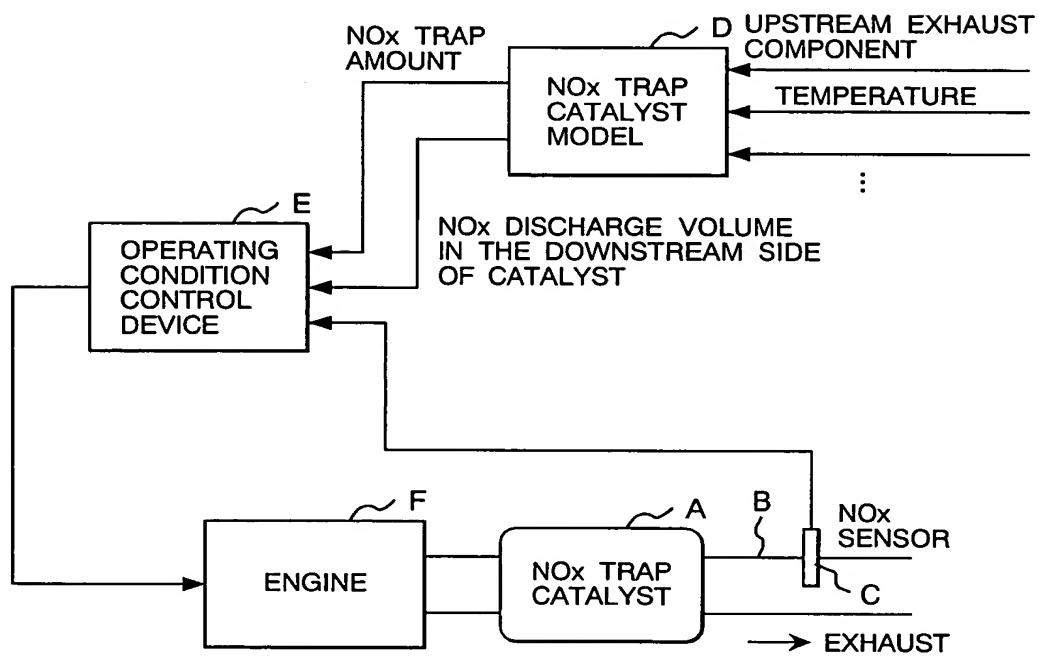 NOx TRAP
AMOUNT
D
UPSTREAM EXHAUST
COMPONENT
NOx TRAP
CATALYST
MODEL
TEMPERATURE
⋮
E
OPERATING
CONDITION
CONTROL
DEVICE
NOx DISCHARGE VOLUME
IN THE DOWNSTREAM SIDE
OF CATALYST
F
ENGINE
A
NOx TRAP
CATALYST
B
NOx
SENSOR
C
EXHAUST